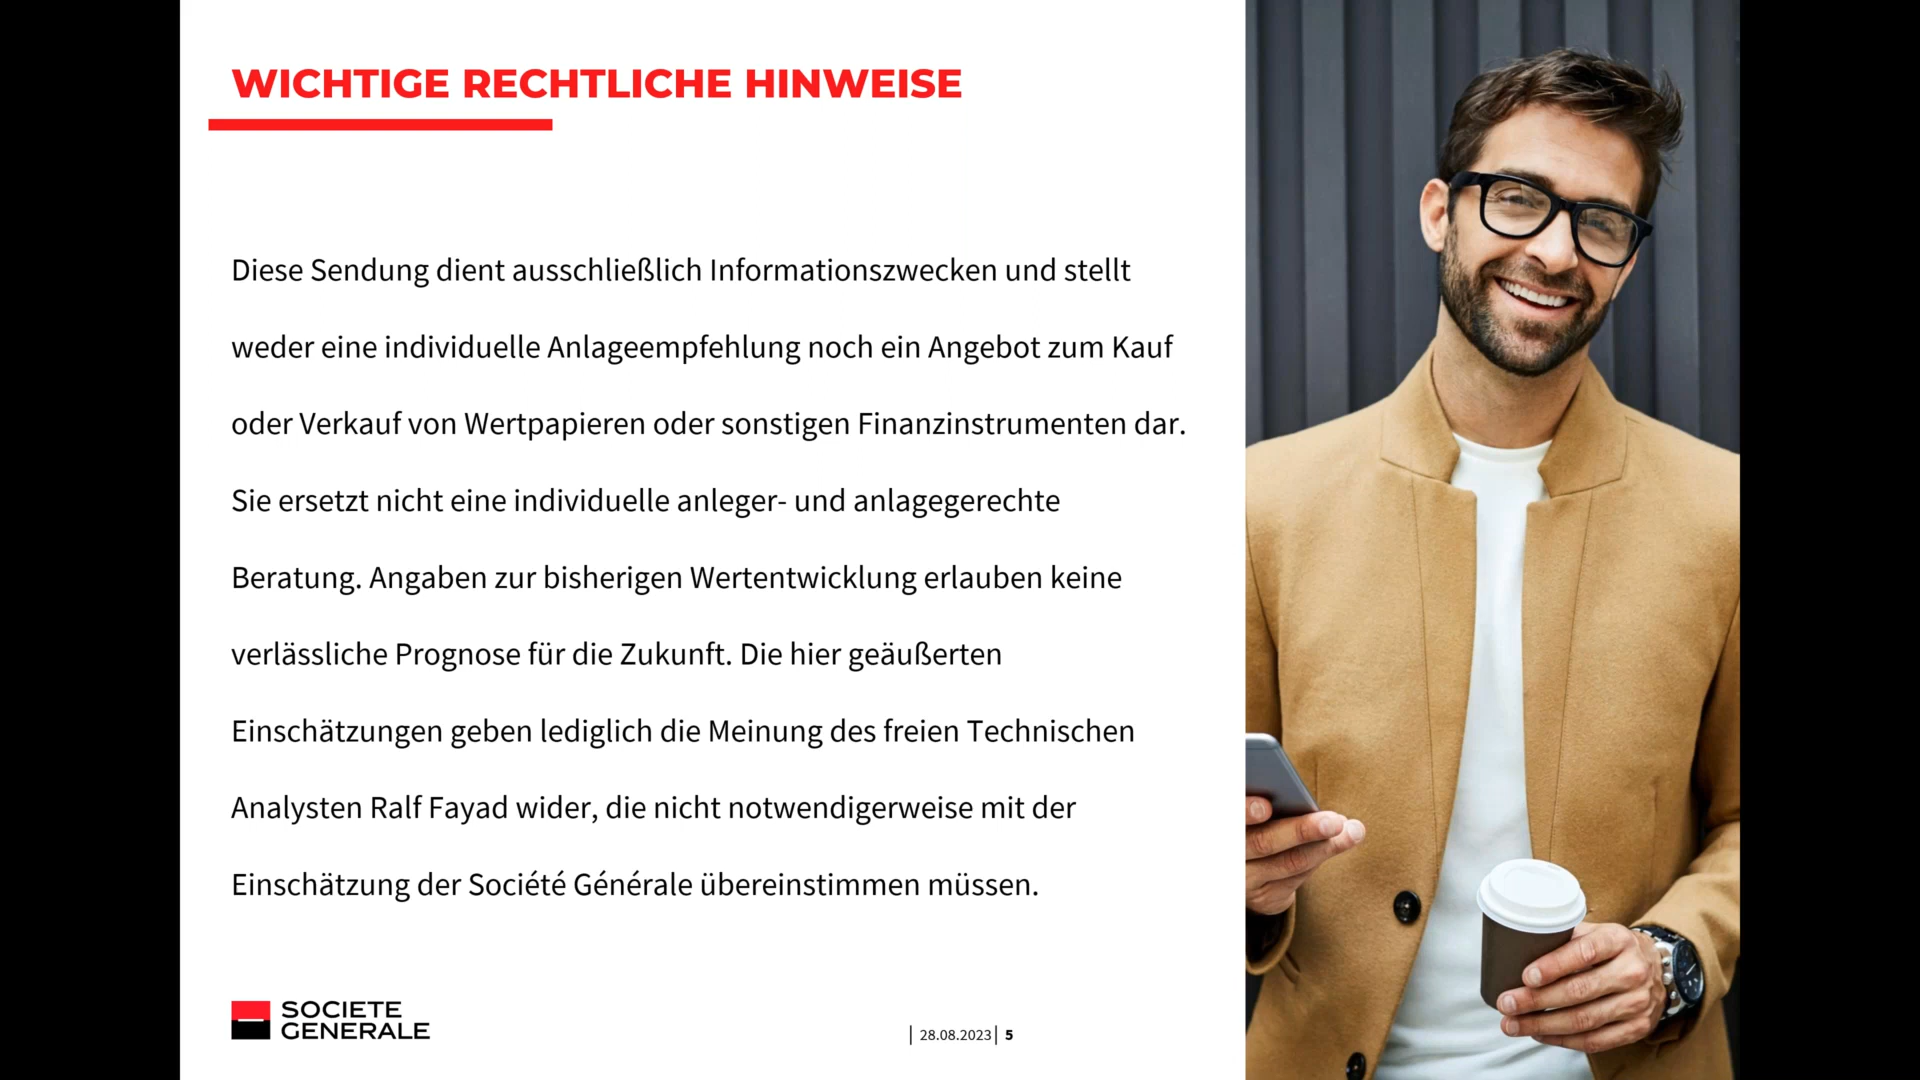 WICHTIGE RECHTLICHE HINWEISE
Diese Sendung dient ausschließlich Informationszwecken und stellt
weder eine individuelle Anlageempfehlung noch ein Angebot zum Kauf
oder Verkauf von Wertpapieren oder sonstigen Finanzinstrumenten dar.
Sie ersetzt nicht eine individuelle anleger- und anlagegerechte
Beratung. Angaben zur bisherigen Wertentwicklung erlauben keine
verlässliche Prognose für die Zukunft. Die hier geäußerten
Einschätzungen geben lediglich die Meinung des freien Technischen
Analysten Ralf Fayad wider, die nicht notwendigerweise mit der
Einschätzung der Société Générale übereinstimmen müssen.
SOCIETE
GENERALE
| 28.08.2023 | 5